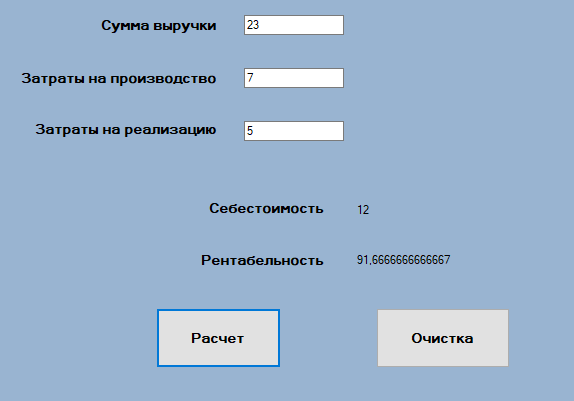 Сумма выручки 23
Затраты на производство 7
Затраты на реализацию 5
Себестоимость 12
Рентабельность 91,6666666666667
Расчет Очистка